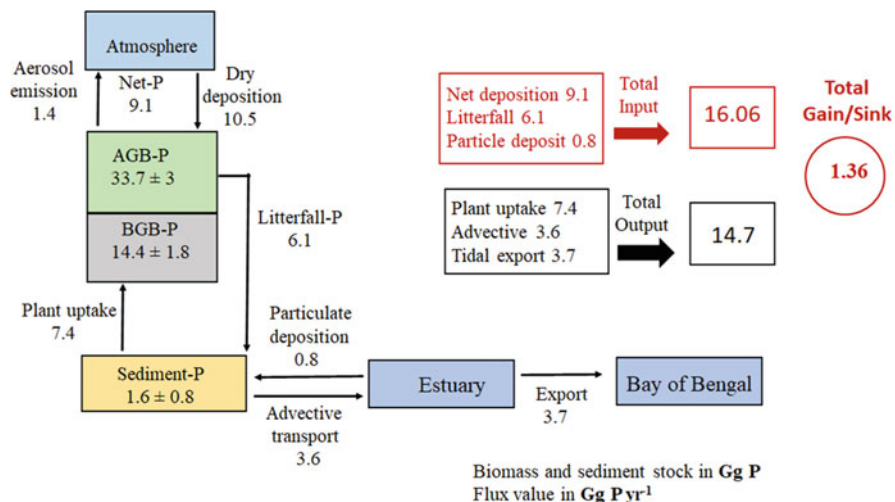 Atmosphere
Aerosol
emission
1.4
Net-P
9.1
Dry
deposition
10.5
AGB-P
33.7 ± 3
BGB-P
14.4 ± 1.8
Litterfall-P
6.1
Plant uptake
7.4
Particulate
deposition
0.8
Sediment-P
1.6 ± 0.8
Advective
transport
3.6
Estuary
Export
3.7
Bay of Bengal
Net deposition 9.1
Litterfall 6.1
Particle deposit 0.8
Total
Input
16.06
Total
Gain/Sink
1.36
Plant uptake 7.4
Advective 3.6
Tidal export 3.7
Total
Output
14.7
Biomass and sediment stock in Gg P
Flux value in Gg P yr¹